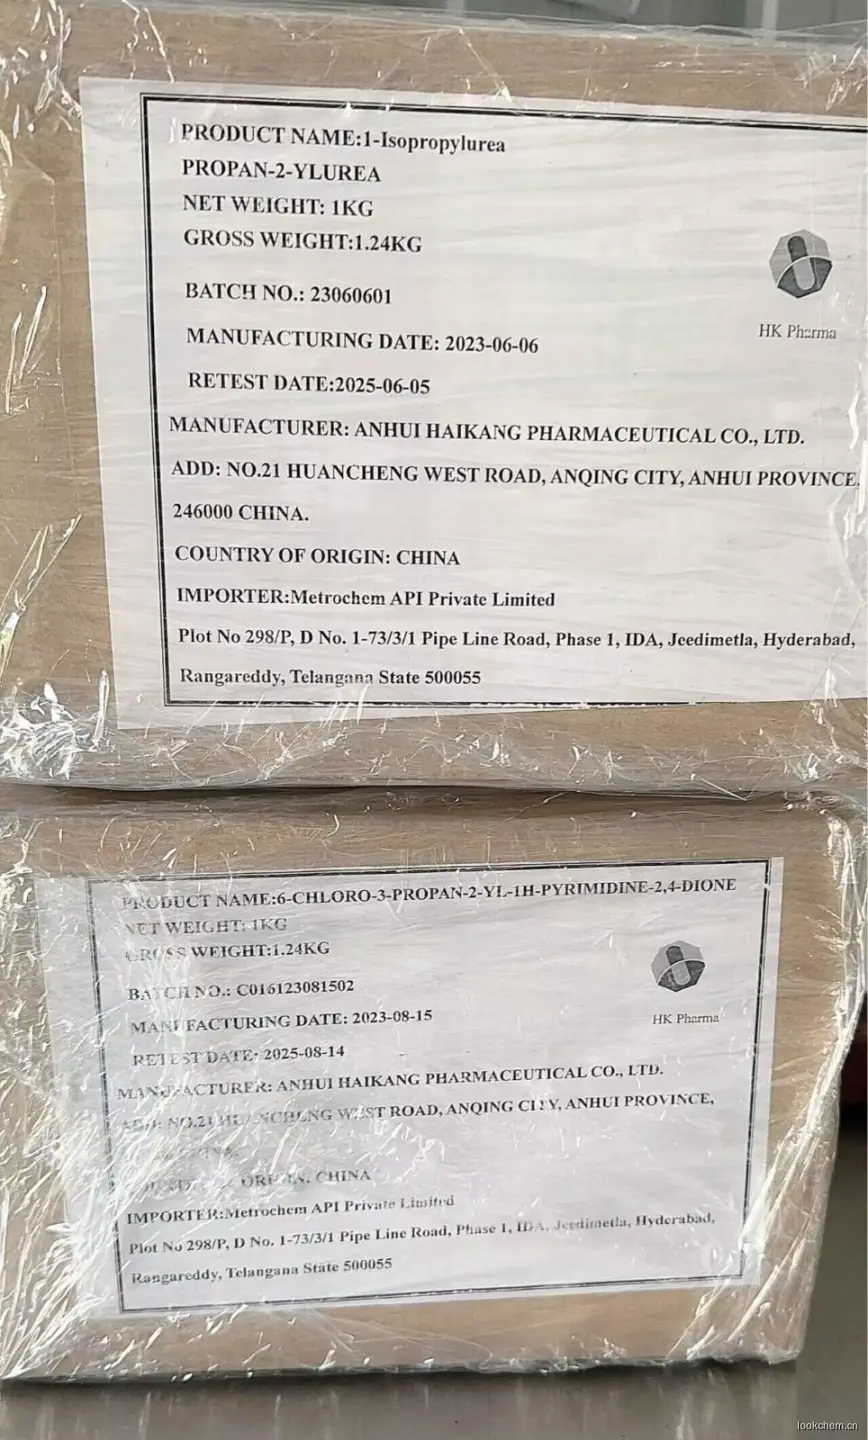 PRODUCT NAME:1-Isopropylurea
PROPAN-2-YLUREA
NET WEIGHT: 1KG
GROSS WEIGHT:1.24KG
BATCH NO.: 23060601
MANUFACTURING DATE: 2023-06-06
RETEST DATE:2025-06-05
HK Pharma
MANUFACTURER: ANHUI HAIKANG PHARMACEUTICAL CO., LTD.
ADD: NO.21 HUANCHENG WEST ROAD, ANQING CITY, ANHUI PROVINCE,
246000 CHINA.
COUNTRY OF ORIGIN: CHINA
IMPORTER:Metrochem API Private Limited
Plot No 298/P, D No. 1-73/3/1 Pipe Line Road, Phase 1, IDA, Jeedimetla, Hyderabad,
Rangareddy, Telangana State 500055
PRODUCT NAME:6-CHLORO-3-PROPAN-2-YL-1H-PYRIMIDINE-2,4-DIONE
NET WEIGHT: 1KG
GROSS WEIGHT:1.24KG
BATCH NO.: C016123081502
MANUFACTURING DATE: 2023-08-15
RETEST DATE: 2025-08-14
HK Pharma
MANUFACTURER: ANHUI HAIKANG PHARMACEUTICAL CO., LTD.
ADD: NO.21 HUANCHENG WEST ROAD, ANQING CITY, ANHUI PROVINCE,
CHINA.
ORIGIN: CHINA
IMPORTER:Metrochem API Private Limited
Plot No 298/P, D No. 1-73/3/1 Pipe Line Road, Phase 1, IDA, Jeedimetla, Hyderabad,
Rangareddy, Telangana State 500055
lookchem.cn